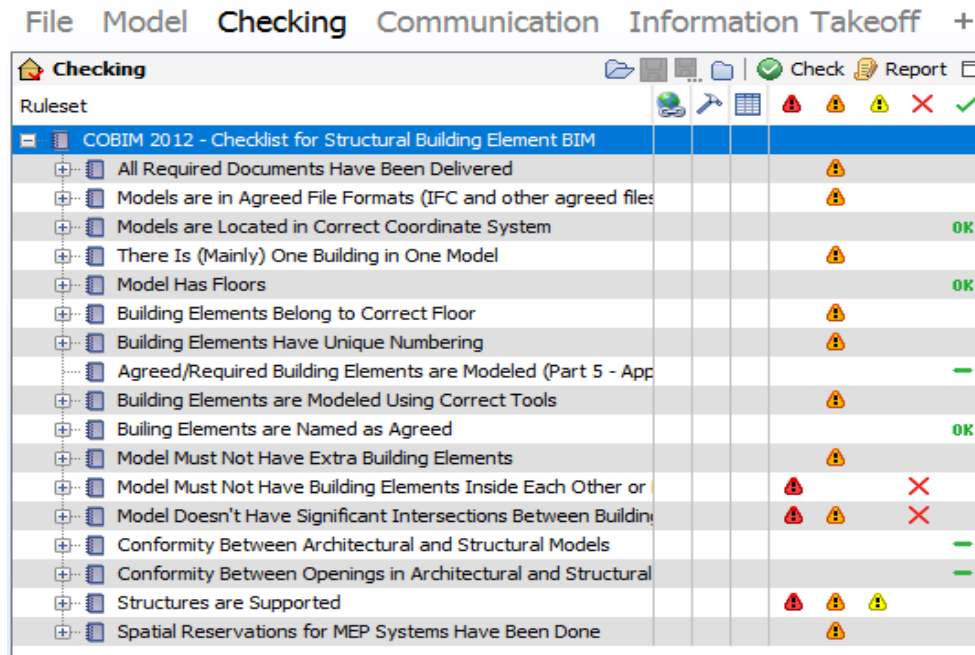 File Model Checking Communication Information Takeoff +
Checking Check Report
Ruleset
COBIM 2012 - Checklist for Structural Building Element BIM
All Required Documents Have Been Delivered
Models are in Agreed File Formats (IFC and other agreed files
Models are Located in Correct Coordinate System OK
There Is (Mainly) One Building in One Model
Model Has Floors OK
Building Elements Belong to Correct Floor
Building Elements Have Unique Numbering
Agreed/Required Building Elements are Modeled (Part 5 - App
Building Elements are Modeled Using Correct Tools
Builing Elements are Named as Agreed OK
Model Must Not Have Extra Building Elements
Model Must Not Have Building Elements Inside Each Other or
Model Doesn't Have Significant Intersections Between Building
Conformity Between Architectural and Structural Models
Conformity Between Openings in Architectural and Structural
Structures are Supported
Spatial Reservations for MEP Systems Have Been Done